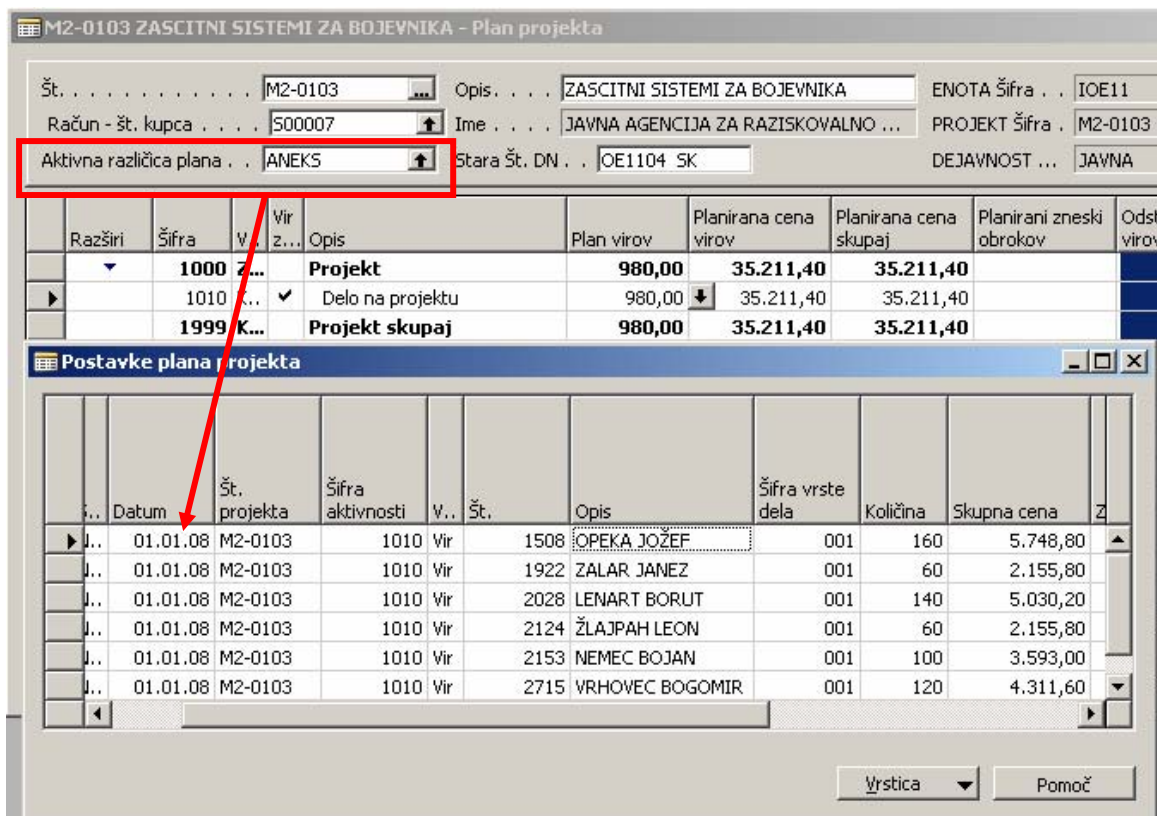 M2-0103 ZASCITNI SISTEMI ZA BOJEVNIKA - Plan projekta
Št. . . . . . . . . . . . . M2-0103 ... Opis. . . . ZASCITNI SISTEMI ZA BOJEVNIKA ENOTA Šifra . . IOE11
Račun - št. kupca . . . . S00007 Ime . . . . JAVNA AGENCIJA ZA RAZISKOVALNO ... PROJEKT Šifra . M2-0103
Aktivna različica plana . . ANEKS Stara Št. DN . . OE1104 SK DEJAVNOST ... JAVNA
Razširi Šifra V... Vir z... Opis Plan virov Planirana cena virov Planirana cena skupaj Planirani zneski obrokov Odst virov
1000 Z... Projekt 980,00 35.211,40 35.211,40
1010 K... Delo na projektu 980,00 35.211,40 35.211,40
1999 K... Projekt skupaj 980,00 35.211,40 35.211,40
Postavke plana projekta
Datum Št. projekta Šifra aktivnosti V... Št. Opis Šifra vrste dela Količina Skupna cena Z
01.01.08 M2-0103 1010 Vir 1508 OPEKA JOŽEF 001 160 5.748,80
01.01.08 M2-0103 1010 Vir 1922 ZALAR JANEZ 001 60 2.155,80
01.01.08 M2-0103 1010 Vir 2028 LENART BORUT 001 140 5.030,20
01.01.08 M2-0103 1010 Vir 2124 ŽLAJPAH LEON 001 60 2.155,80
01.01.08 M2-0103 1010 Vir 2153 NEMEC BOJAN 001 100 3.593,00
01.01.08 M2-0103 1010 Vir 2715 VRHOVEC BOGOMIR 001 120 4.311,60
Vrstica Pomoč